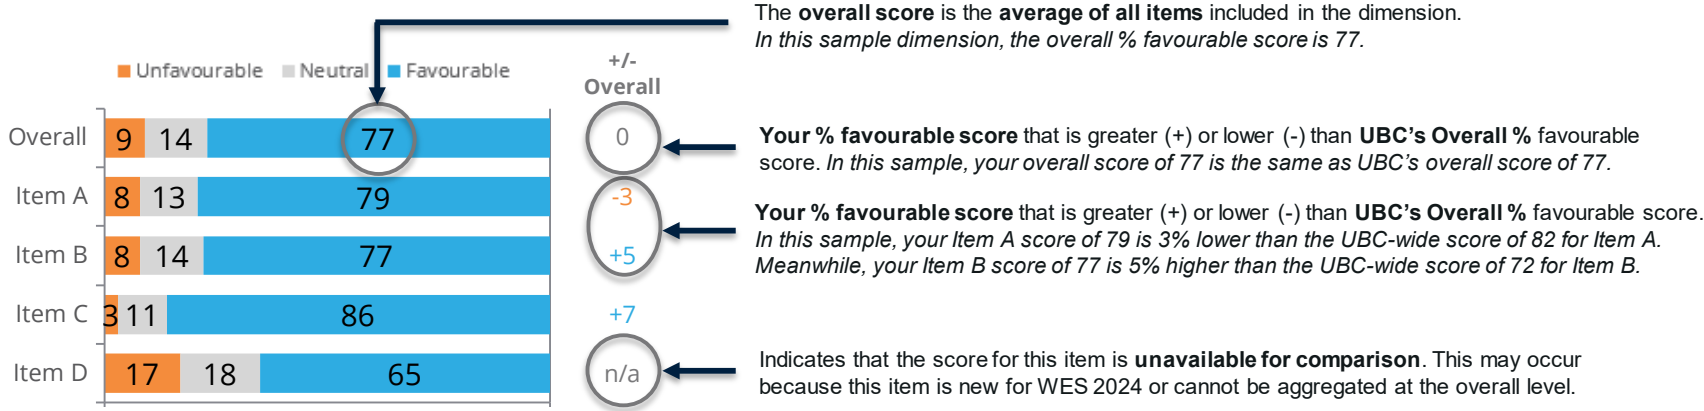 The overall score is the average of all items included in the dimension.
In this sample dimension, the overall % favourable score is 77.
Unfavourable Neutral Favourable
+/-
Overall
Overall 9 14 77 0
Your % favourable score that is greater (+) or lower (-) than UBC's Overall % favourable
score. In this sample, your overall score of 77 is the same as UBC's overall score of 77.
Item A 8 13 79 -3
Item B 8 14 77 +5
Your % favourable score that is greater (+) or lower (-) than UBC's Overall % favourable score.
In this sample, your Item A score of 79 is 3% lower than the UBC-wide score of 82 for Item A.
Meanwhile, your Item B score of 77 is 5% higher than the UBC-wide score of 72 for Item B.
Item C 3 11 86 +7
Item D 17 18 65 n/a
Indicates that the score for this item is unavailable for comparison. This may occur
because this item is new for WES 2024 or cannot be aggregated at the overall level.